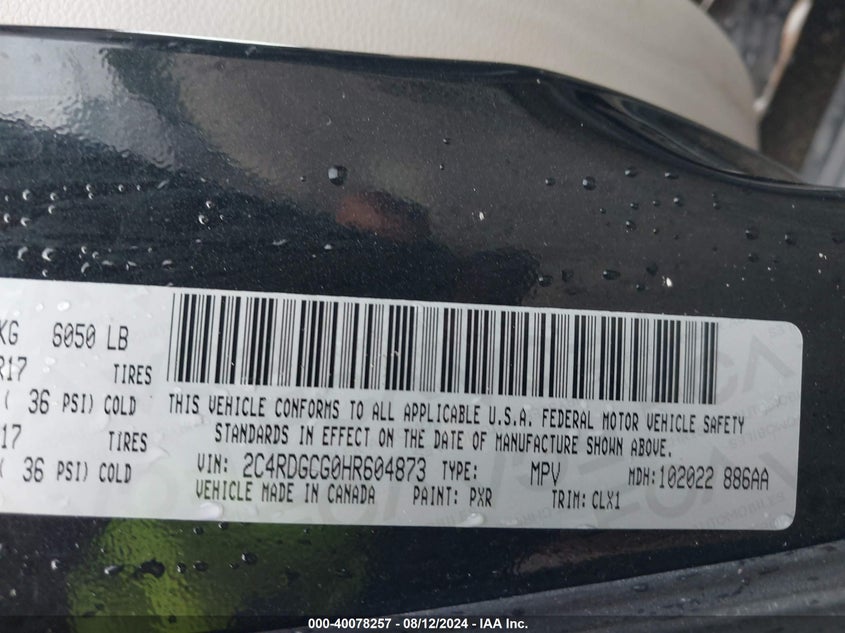 KG 6050 LB
R17 TIRES
( 36 PSI) COLD
17 TIRES
( 36 PSI) COLD
THIS VEHICLE CONFORMS TO ALL APPLICABLE U.S.A. FEDERAL MOTOR VEHICLE SAFETY
STANDARDS IN EFFECT ON THE DATE OF MANUFACTURE SHOWN ABOVE.
VIN: 2C4RDGCG0HR604873 TYPE: MPV MDH:102022 886AA
VEHICLE MADE IN CANADA PAINT: PXR TRIM: CLX1
000-40078257 - 08/12/2024 - IAA Inc.